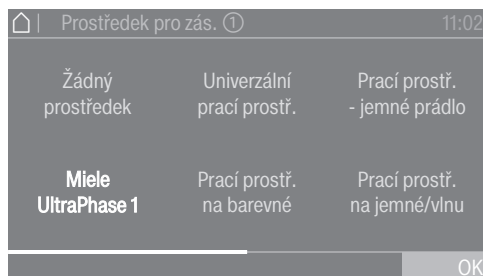 Prostředek pro zás. ① 11:02
Žádný prostředek
Univerzální prací prostř.
Prací prostř. - jemné prádlo
Miele UltraPhase 1
Prací prostř. na barevné
Prací prostř. na jemné/vlnu
OK